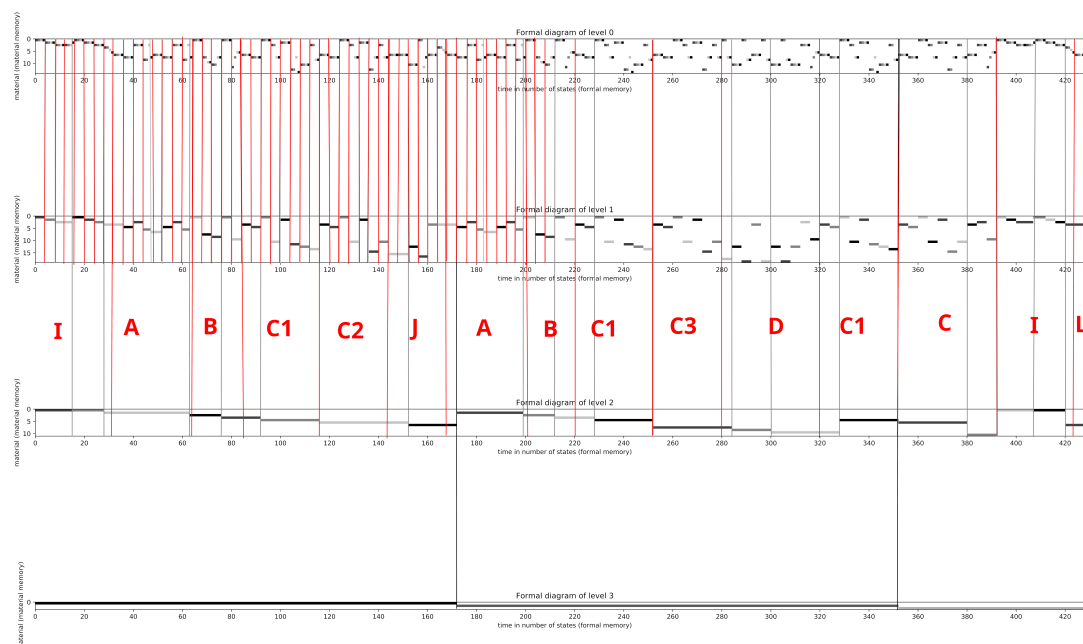 Formal diagram of level 0
material (material memory)
0
5
10
0 20 40 60 80 100 120 140 160 180 200 220 240 260 280 300 320 340 360 380 400 420
time in number of states (formal memory)
Formal diagram of level 1
material (material memory)
0
5
10
15
0 20 40 60 80 100 120 140 160 180 200 220 240 260 280 300 320 340 360 380 400 420
time in number of states (formal memory)
I A B C1 C2 J A B C1 C3 D C1 C I L
Formal diagram of level 2
material (material memory)
0
5
10
0 20 40 60 80 100 120 140 160 180 200 220 240 260 280 300 320 340 360 380 400 420
time in number of states (formal memory)
Formal diagram of level 3
material (material memory)
0
0 20 40 60 80 100 120 140 160 180 200 220 240 260 280 300 320 340 360 380 400 420
time in number of states (formal memory)